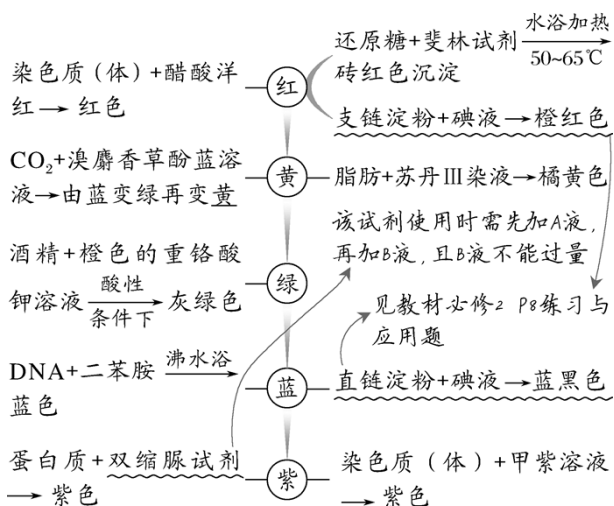 染色质(体)+醋酸洋
红→红色
红
还原糖+斐林试剂 水浴加热→ 50~65℃
砖红色沉淀
支链淀粉+碘液→橙红色
CO₂+溴麝香草酚蓝溶
液→由蓝变绿再变黄
黄
脂肪+苏丹Ⅲ染液→橘黄色
该试剂使用时需先加A液,
再加B液,且B液不能过量
酒精+橙色的重铬酸
钾溶液 酸性→条件下 灰绿色
绿
见教材必修2 P8练习与
应用题
DNA+二苯胺 沸水浴→
蓝色
蓝
直链淀粉+碘液→蓝黑色
蛋白质+双缩脲试剂
→紫色
紫
染色质(体)+甲紫溶液
→紫色